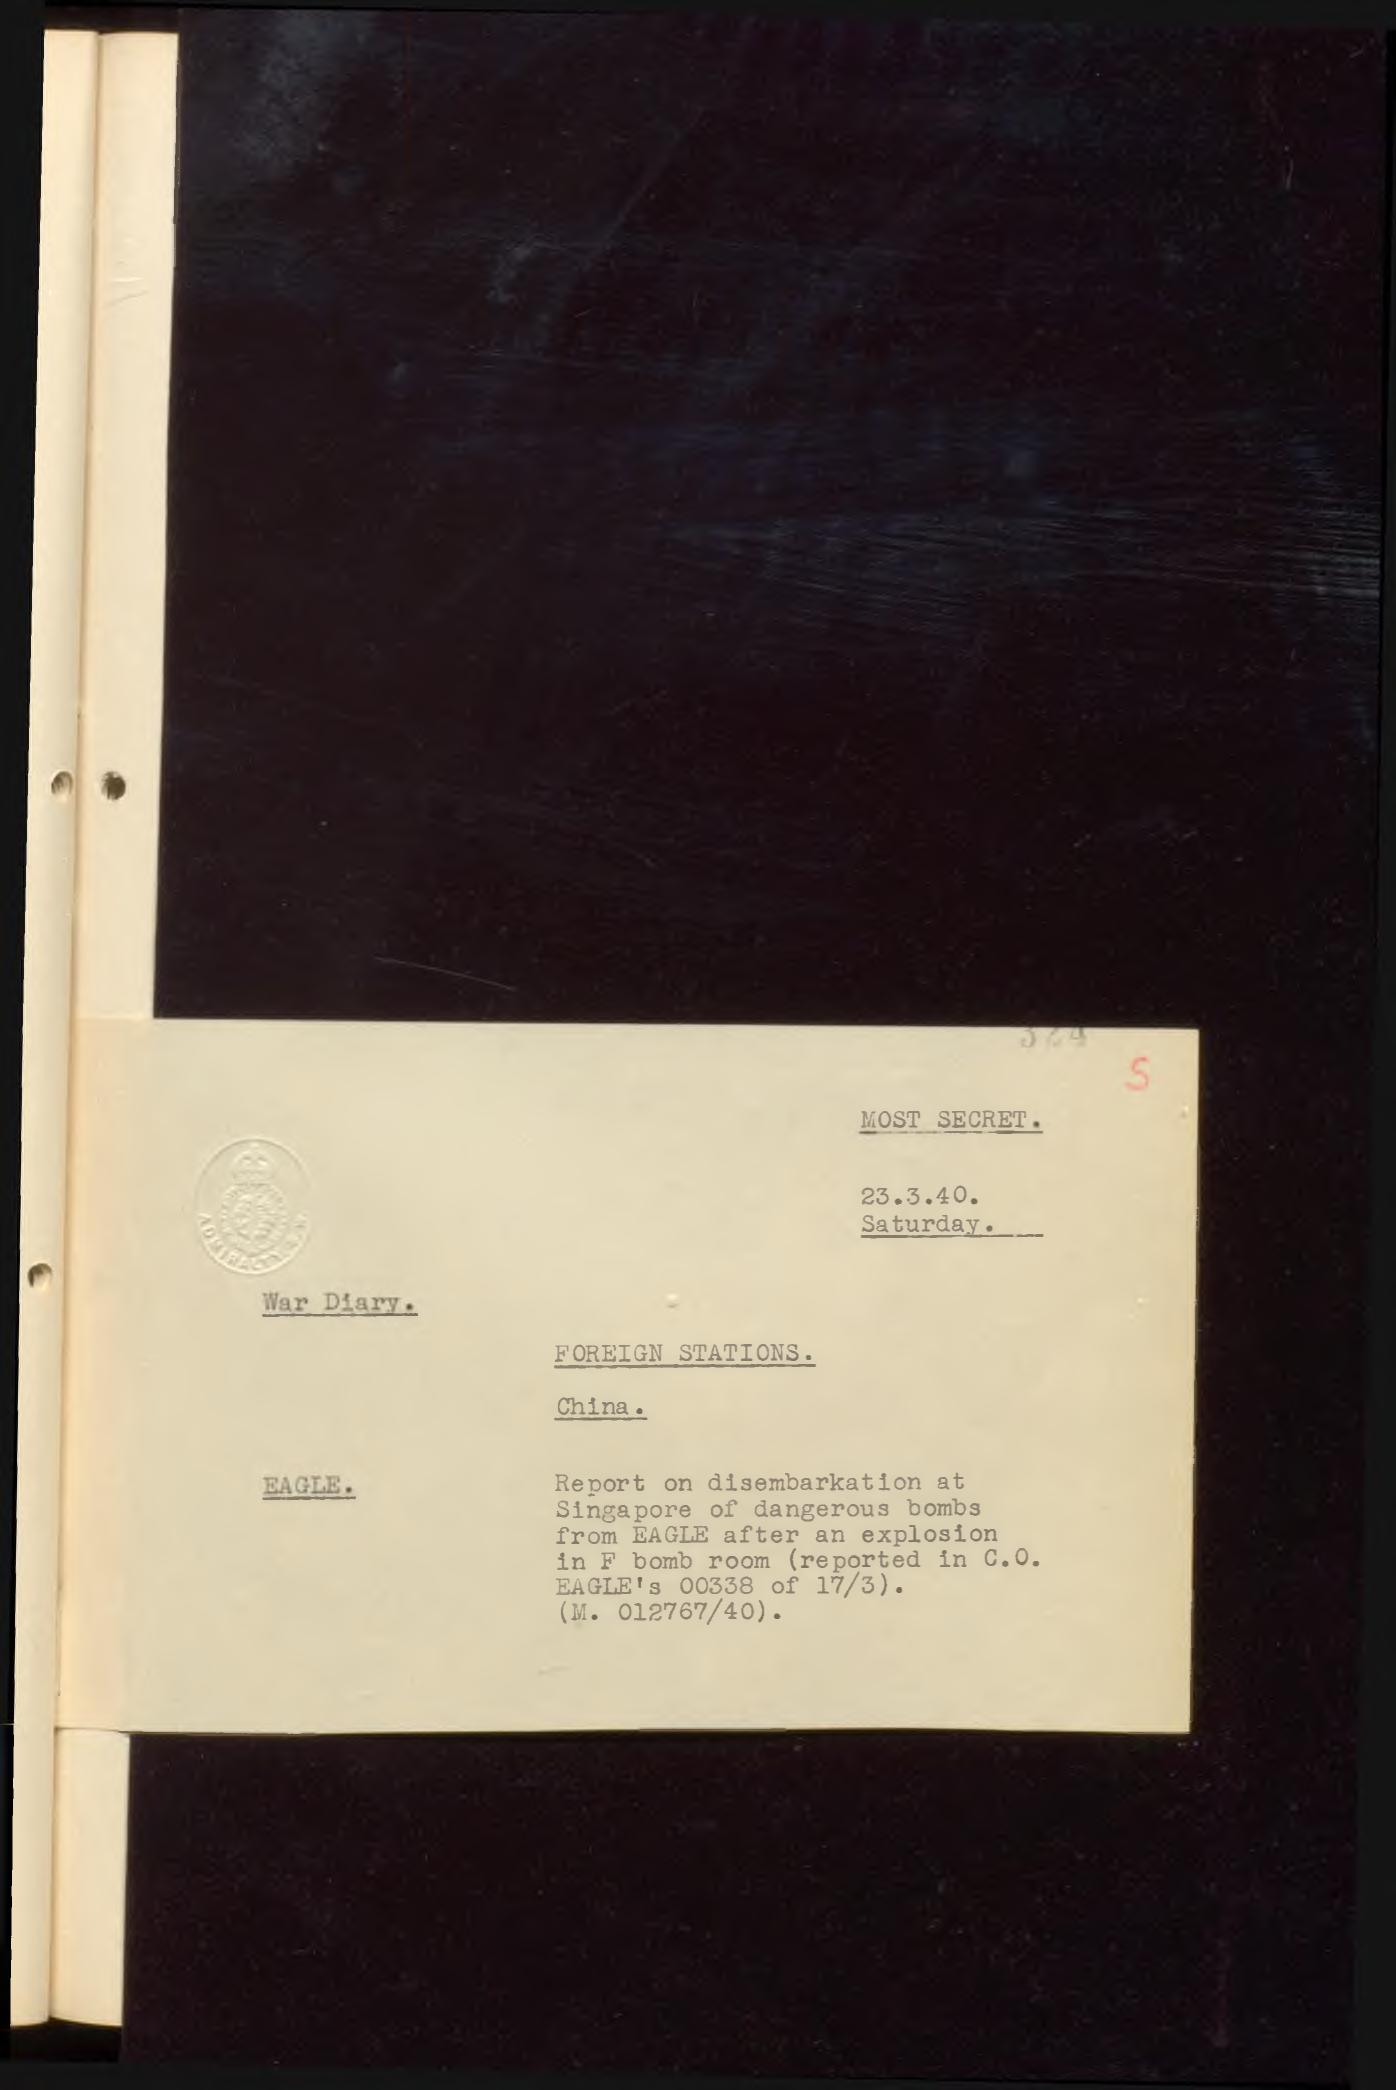 324
S
MOST SECRET.
23.3.40.
Saturday.
ADMIRALTY
War Diary.
FOREIGN STATIONS.
China.
EAGLE.
Report on disembarkation at
Singapore of dangerous bombs
from EAGLE after an explosion
in F bomb room (reported in C.O.
EAGLE's 00338 of 17/3).
(M. 012767/40).